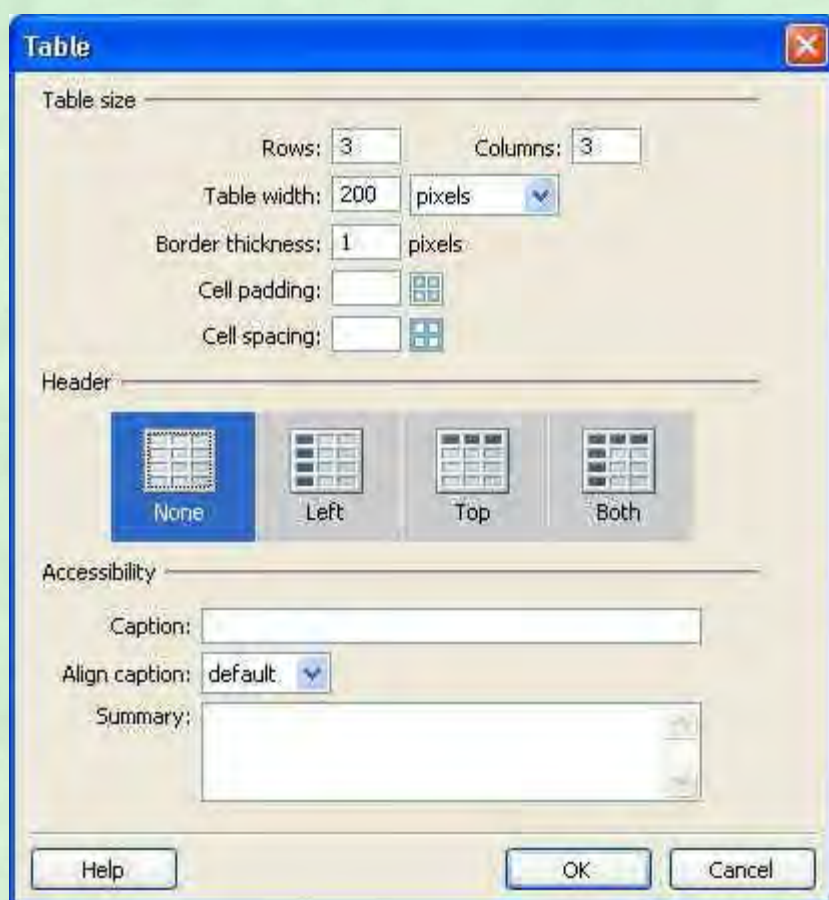 Table
Table size
Rows: 3 Columns: 3
Table width: 200 pixels
Border thickness: 1 pixels
Cell padding:
Cell spacing:
Header
None Left Top Both
Accessibility
Caption:
Align caption: default
Summary:
Help OK Cancel